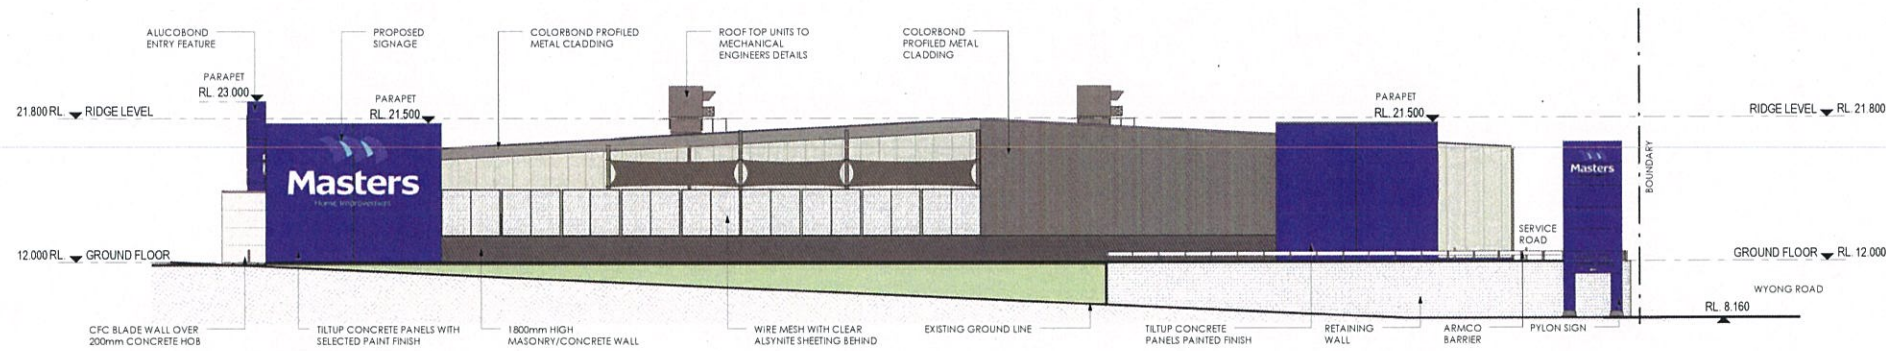 ALUCOBOND
ENTRY FEATURE
PROPOSED
SIGNAGE
COLORBOND PROFILED
METAL CLADDING
ROOF TOP UNITS TO
MECHANICAL
ENGINEERS DETAILS
COLORBOND
PROFILED METAL
CLADDING
PARAPET
RL. 23.000
PARAPET
RL. 21.500
PARAPET
RL. 21.500
21.800 RL. RIDGE LEVEL
RIDGE LEVEL RL. 21.800
Masters
Home Improvement
Masters
BOUNDARY
SERVICE
ROAD
12.000 RL. GROUND FLOOR
GROUND FLOOR RL. 12.000
WYONG ROAD
RL. 8.160
CFC BLADE WALL OVER
200mm CONCRETE HOB
TILTUP CONCRETE PANELS WITH
SELECTED PAINT FINISH
1800mm HIGH
MASONRY/CONCRETE WALL
WIRE MESH WITH CLEAR
ALSYNITE SHEETING BEHIND
EXISTING GROUND LINE
TILTUP CONCRETE
PANELS PAINTED FINISH
RETAINING
WALL
ARMCO
BARRIER
PYLON SIGN